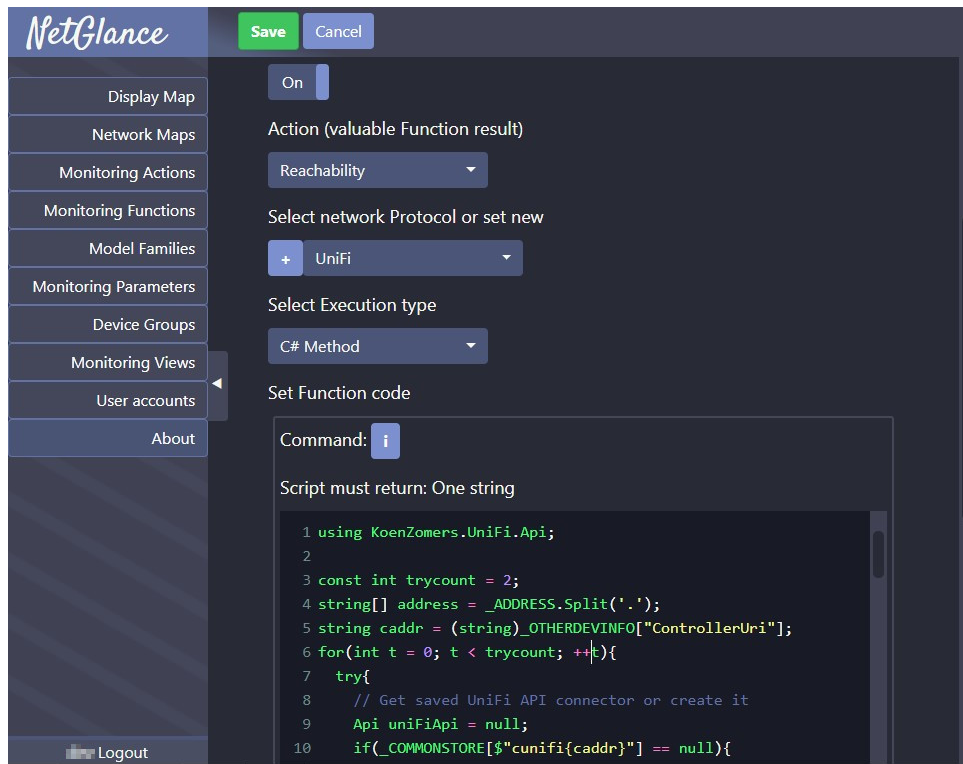 NetGlance
Save Cancel
Display Map
Network Maps
Monitoring Actions
Monitoring Functions
Model Families
Monitoring Parameters
Device Groups
Monitoring Views
User accounts
About
Logout
On
Action (valuable Function result)
Reachability
Select network Protocol or set new
+ UniFi
Select Execution type
C# Method
Set Function code
Command: i
Script must return: One string
1 using KoenZomers.UniFi.Api;
2
3 const int trycount = 2;
4 string[] address = _ADDRESS.Split('.');
5 string caddr = (string)_OTHERDEVINFO["ControllerUri"];
6 for(int t = 0; t < trycount; ++t){
7 try{
8 // Get saved UniFi API connector or create it
9 Api uniFiApi = null;
10 if(_COMMONSTORE[$"cunifi{caddr}"] == null){